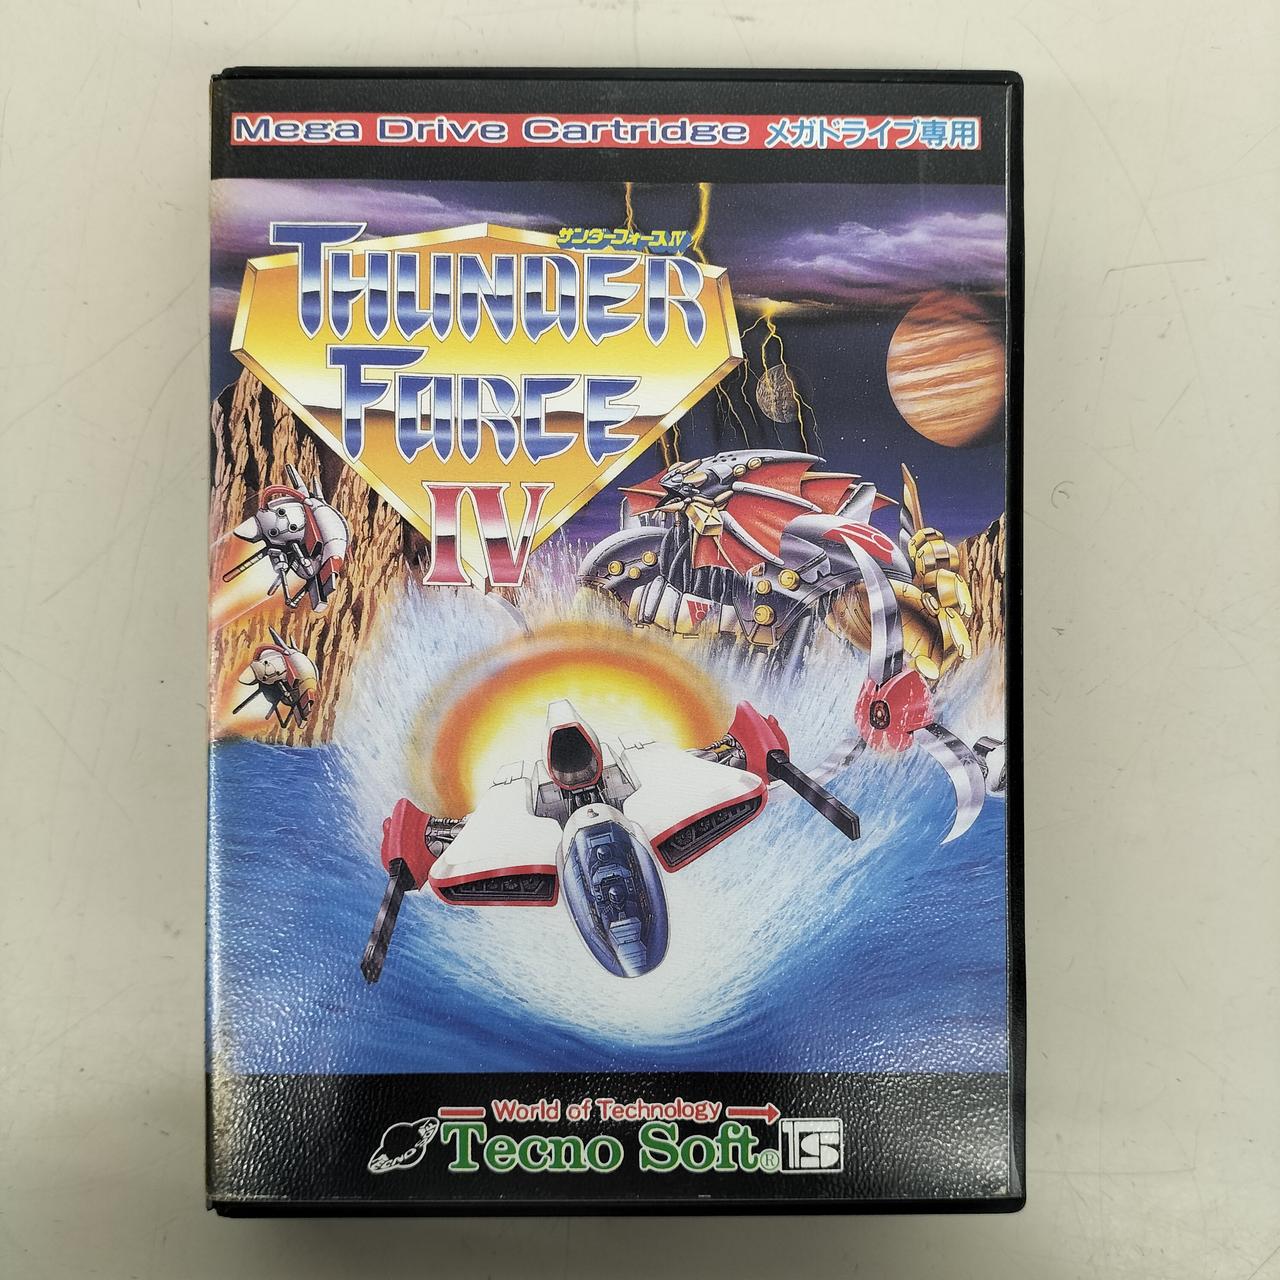 Mega Drive Cartridge メガドライブ専用
サンダーフォースIV
THUNDER
FORCE
IV
World of Technology
Tecno Soft® TS